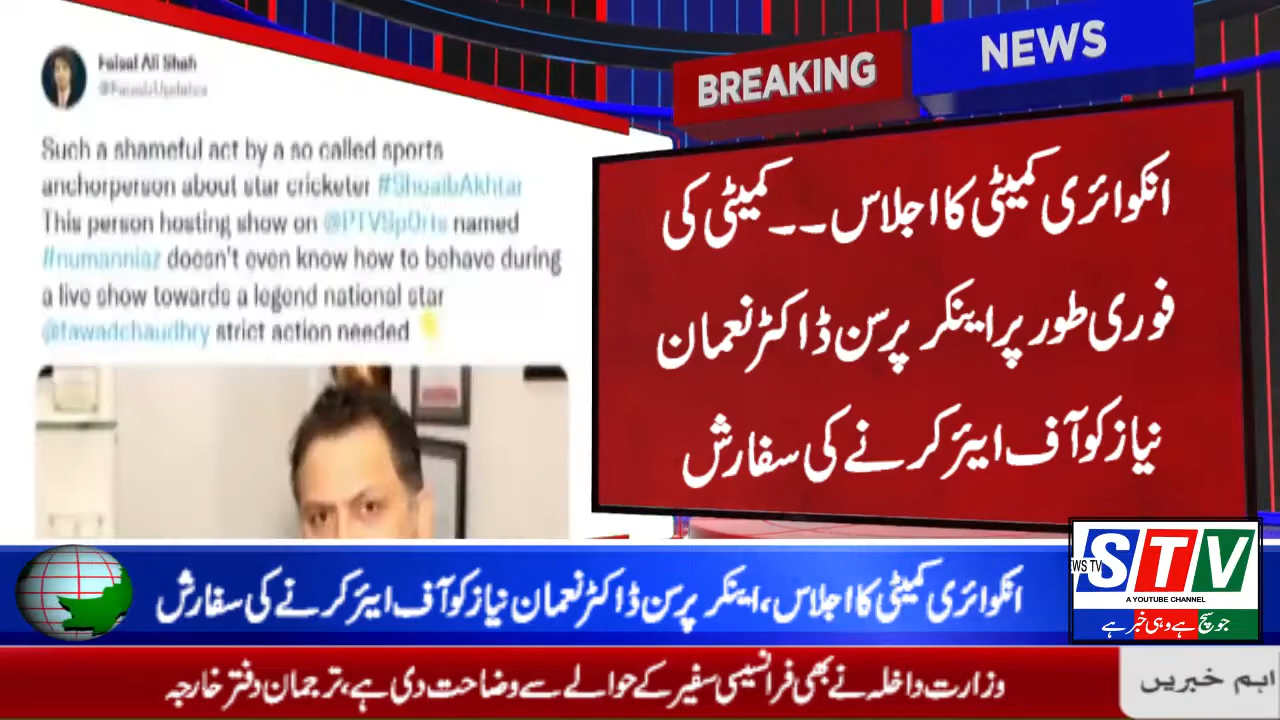 Faisal Ali Shah
@FaisalsUpdates
Such a shameful act by a so called sports
anchorperson about star cricketer #ShoaibAkhtar
This person hosting show on @PTVSp0rts named
#numanniaz doesn't even know how to behave during
a live show towards a legend national star
@fawadchaudhry strict action needed
BREAKING
NEWS
انکوائری کمیٹی کا اجلاس۔۔ کمیٹی کی
فوری طور پر اینکر پرسن ڈاکٹر نعمان
نیاز کو آف ایئر کرنے کی سفارش
انکوائری کمیٹی کا اجلاس، اینکر پرسن ڈاکٹر نعمان نیاز کو آف ایئر کرنے کی سفارش
WS TV
STV
A YOUTUBE CHANNEL
جو سچ ہے وہی خبر ہے
وزارت داخلہ نے بھی فرانسیسی سفیر کے حوالے سے وضاحت دی ہے، ترجمان دفتر خارجہ
اہم خبریں